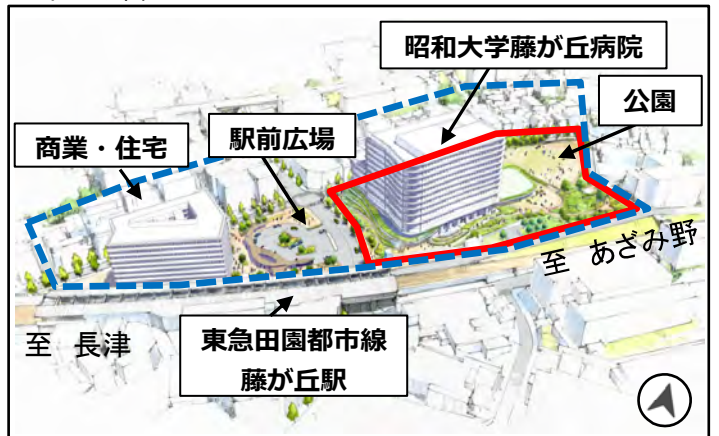 昭和大学藤が丘病院
公園
駅前広場
商業・住宅
至 あざみ野
至 長津
東急田園都市線
藤が丘駅